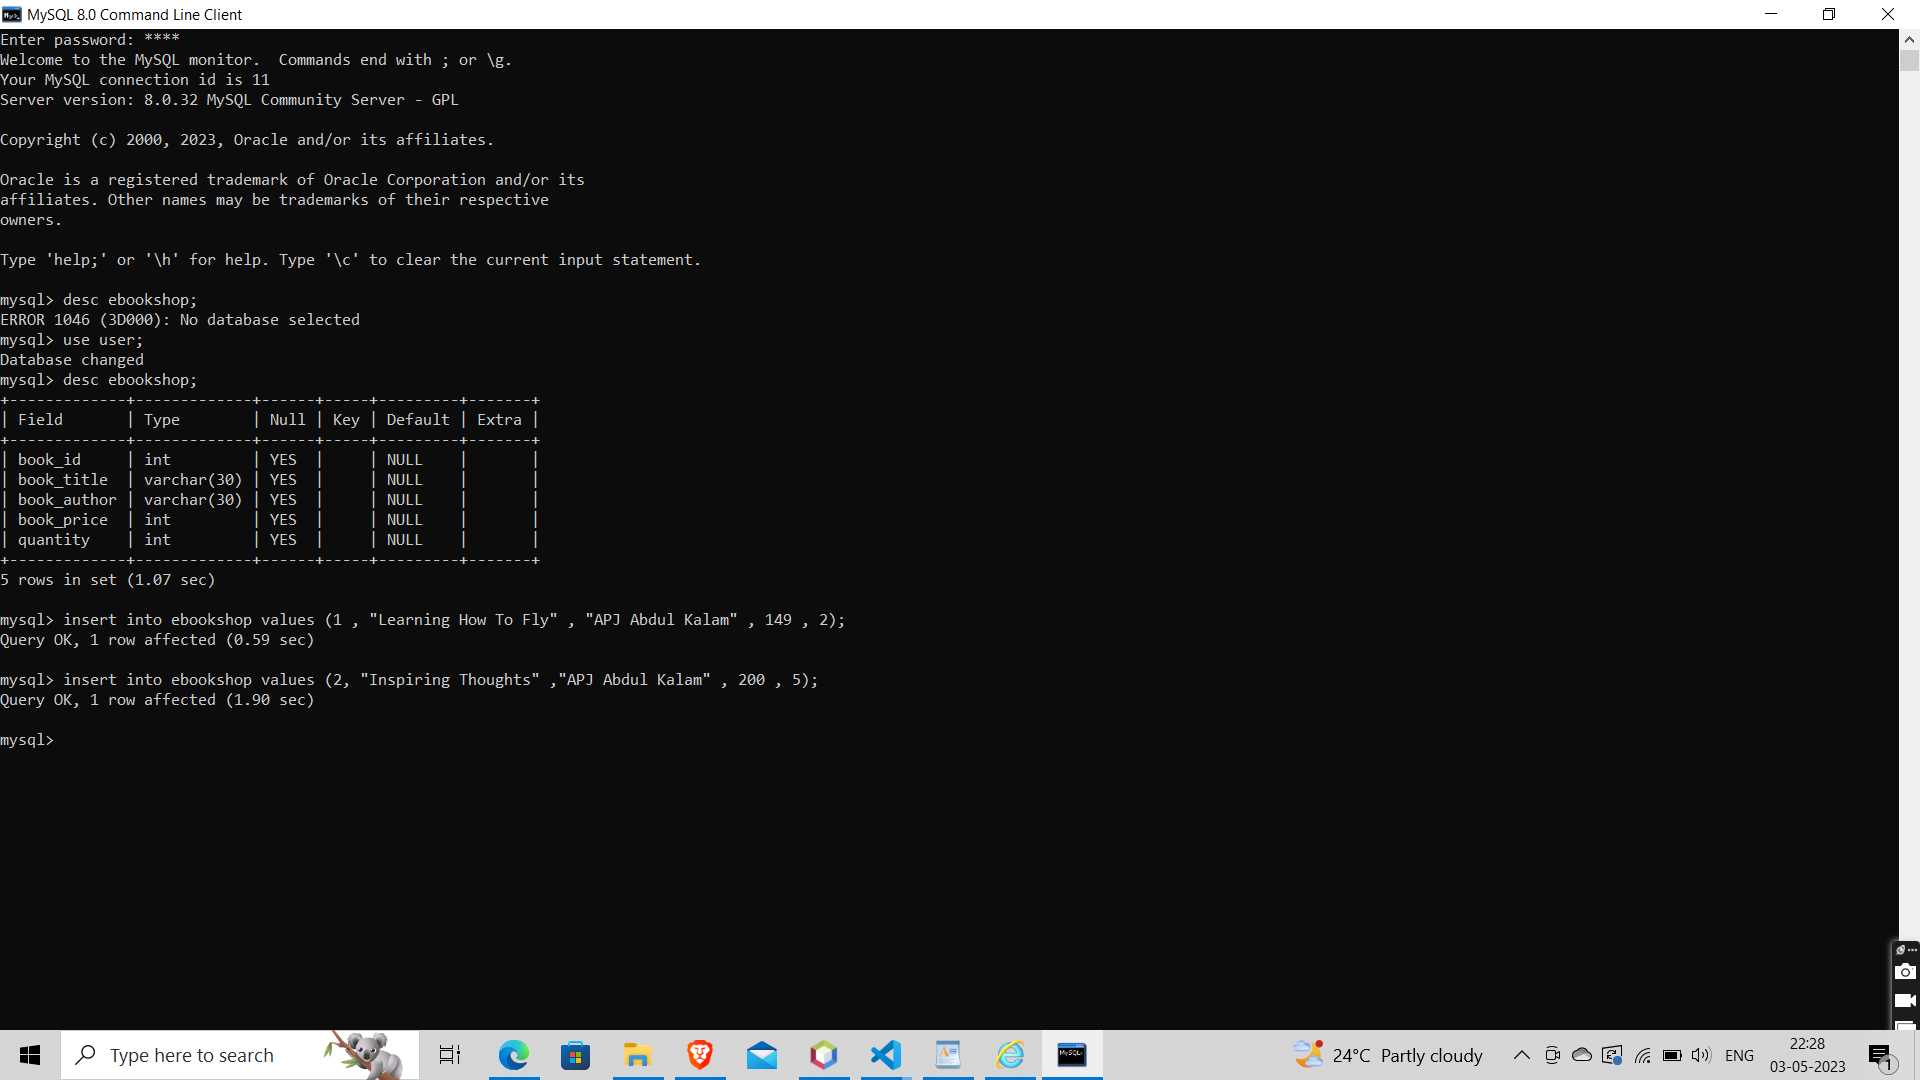 MySQL 8.0 Command Line Client
Enter password: ****
Welcome to the MySQL monitor.  Commands end with ; or \g.
Your MySQL connection id is 11
Server version: 8.0.32 MySQL Community Server - GPL
Copyright (c) 2000, 2023, Oracle and/or its affiliates.
Oracle is a registered trademark of Oracle Corporation and/or its
affiliates. Other names may be trademarks of their respective
owners.
Type 'help;' or '\h' for help. Type '\c' to clear the current input statement.
mysql> desc ebookshop;
ERROR 1046 (3D000): No database selected
mysql> use user;
Database changed
mysql> desc ebookshop;
+-------------+-------------+------+-----+---------+-------+
| Field       | Type        | Null | Key | Default | Extra |
+-------------+-------------+------+-----+---------+-------+
| book_id     | int         | YES  |     | NULL    |       |
| book_title  | varchar(30) | YES  |     | NULL    |       |
| book_author | varchar(30) | YES  |     | NULL    |       |
| book_price  | int         | YES  |     | NULL    |       |
| quantity    | int         | YES  |     | NULL    |       |
+-------------+-------------+------+-----+---------+-------+
5 rows in set (1.07 sec)
mysql> insert into ebookshop values (1 , "Learning How To Fly" , "APJ Abdul Kalam" , 149 , 2);
Query OK, 1 row affected (0.59 sec)
mysql> insert into ebookshop values (2, "Inspiring Thoughts" ,"APJ Abdul Kalam" , 200 , 5);
Query OK, 1 row affected (1.90 sec)
mysql>
Type here to search
MySQL
24°C Partly cloudy
ENG
22:28
03-05-2023
1